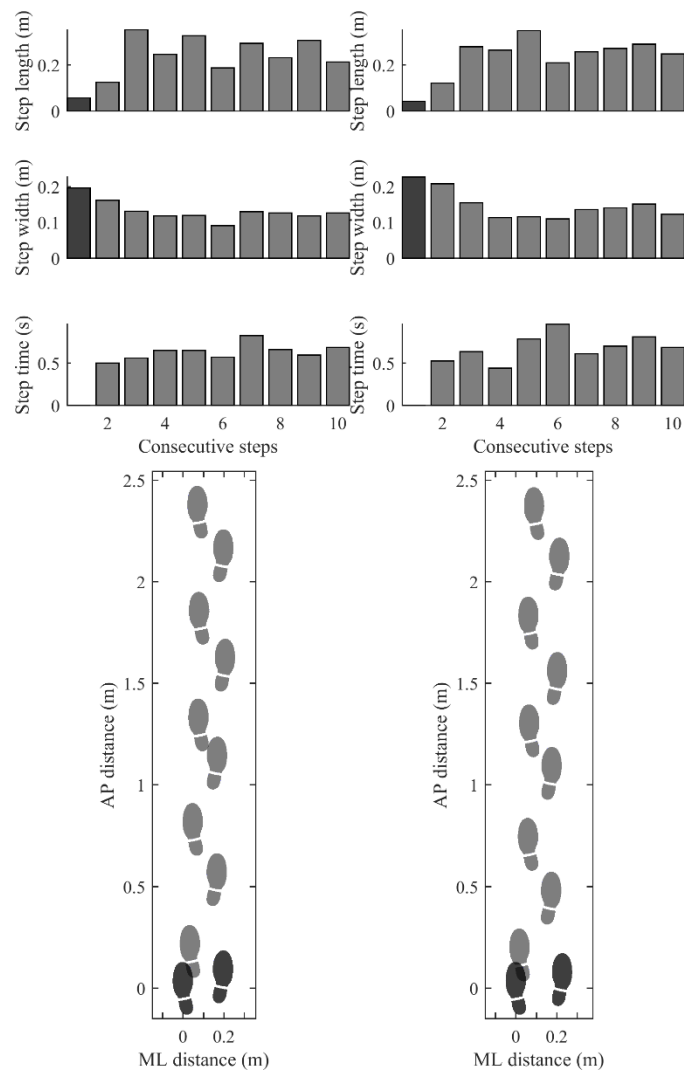 Step length (m)
0.2
0
Step length (m)
0.2
0
Step width (m)
0.2
0.1
0
Step width (m)
0.2
0.1
0
Step time (s)
0.5
0
2 4 6 8 10
Consecutive steps
Step time (s)
0.5
0
2 4 6 8 10
Consecutive steps
AP distance (m)
2.5
2
1.5
1
0.5
0
0 0.2
ML distance (m)
AP distance (m)
2.5
2
1.5
1
0.5
0
0 0.2
ML distance (m)